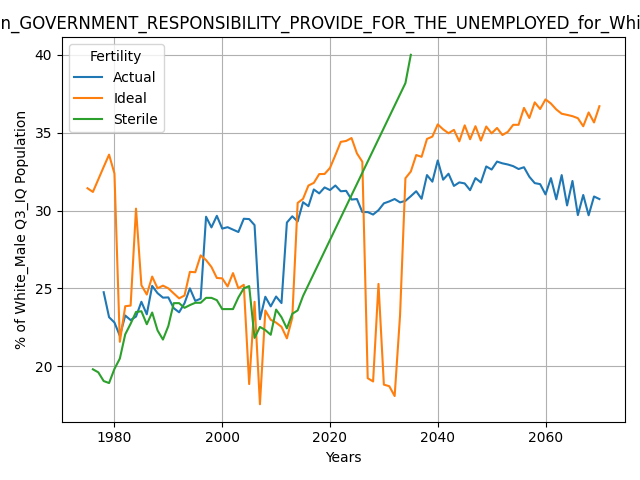 n_GOVERNMENT_RESPONSIBILITY_PROVIDE_FOR_THE_UNEMPLOYED_for_Whi
Fertility
Actual
Ideal
Sterile
% of White_Male Q3_IQ Population
40
35
30
25
20
1980 2000 2020 2040 2060
Years